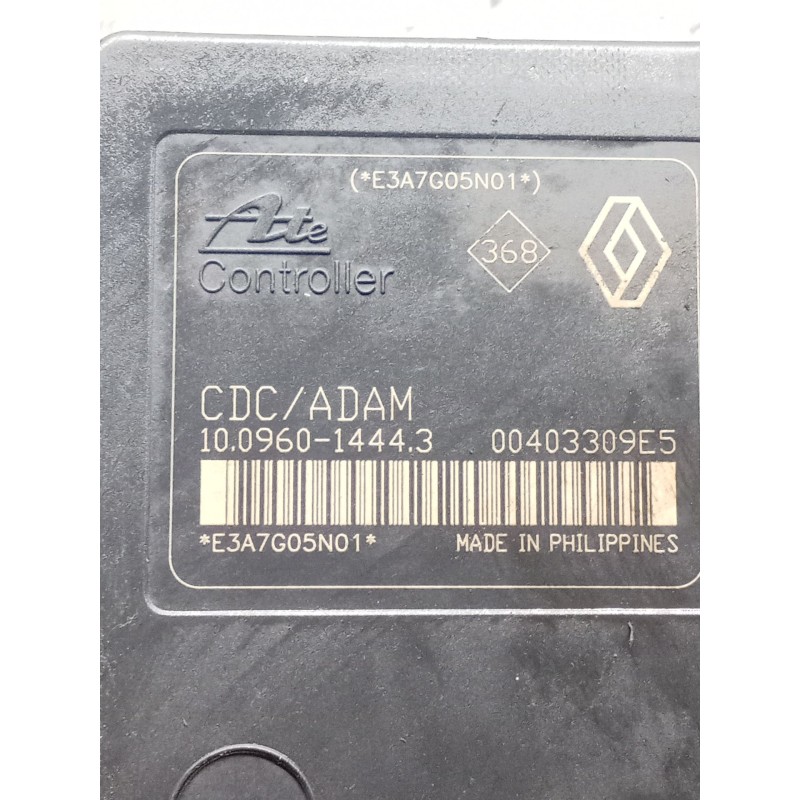 (*E3A7G05N01*)
Ate
Controller
368
CDC/ADAM
10.0960-1444.3 00403309E5
*E3A7G05N01* MADE IN PHILIPPINES